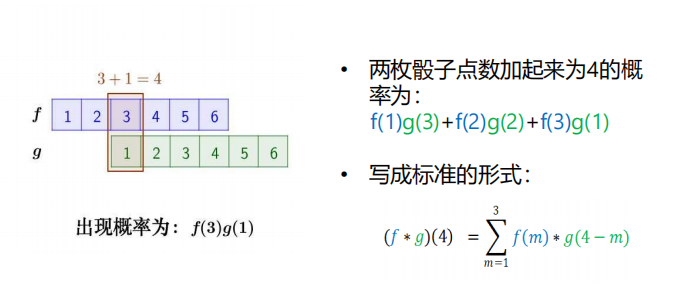 3 + 1 = 4
f 1 2 3 4 5 6
g 1 2 3 4 5 6
出现概率为：f(3)g(1)
• 两枚骰子点数加起来为4的概
率为：
f(1)g(3)+f(2)g(2)+f(3)g(1)
• 写成标准的形式：
3
(f ∗ g)(4) = ∑ f(m) ∗ g(4 − m)
m=1